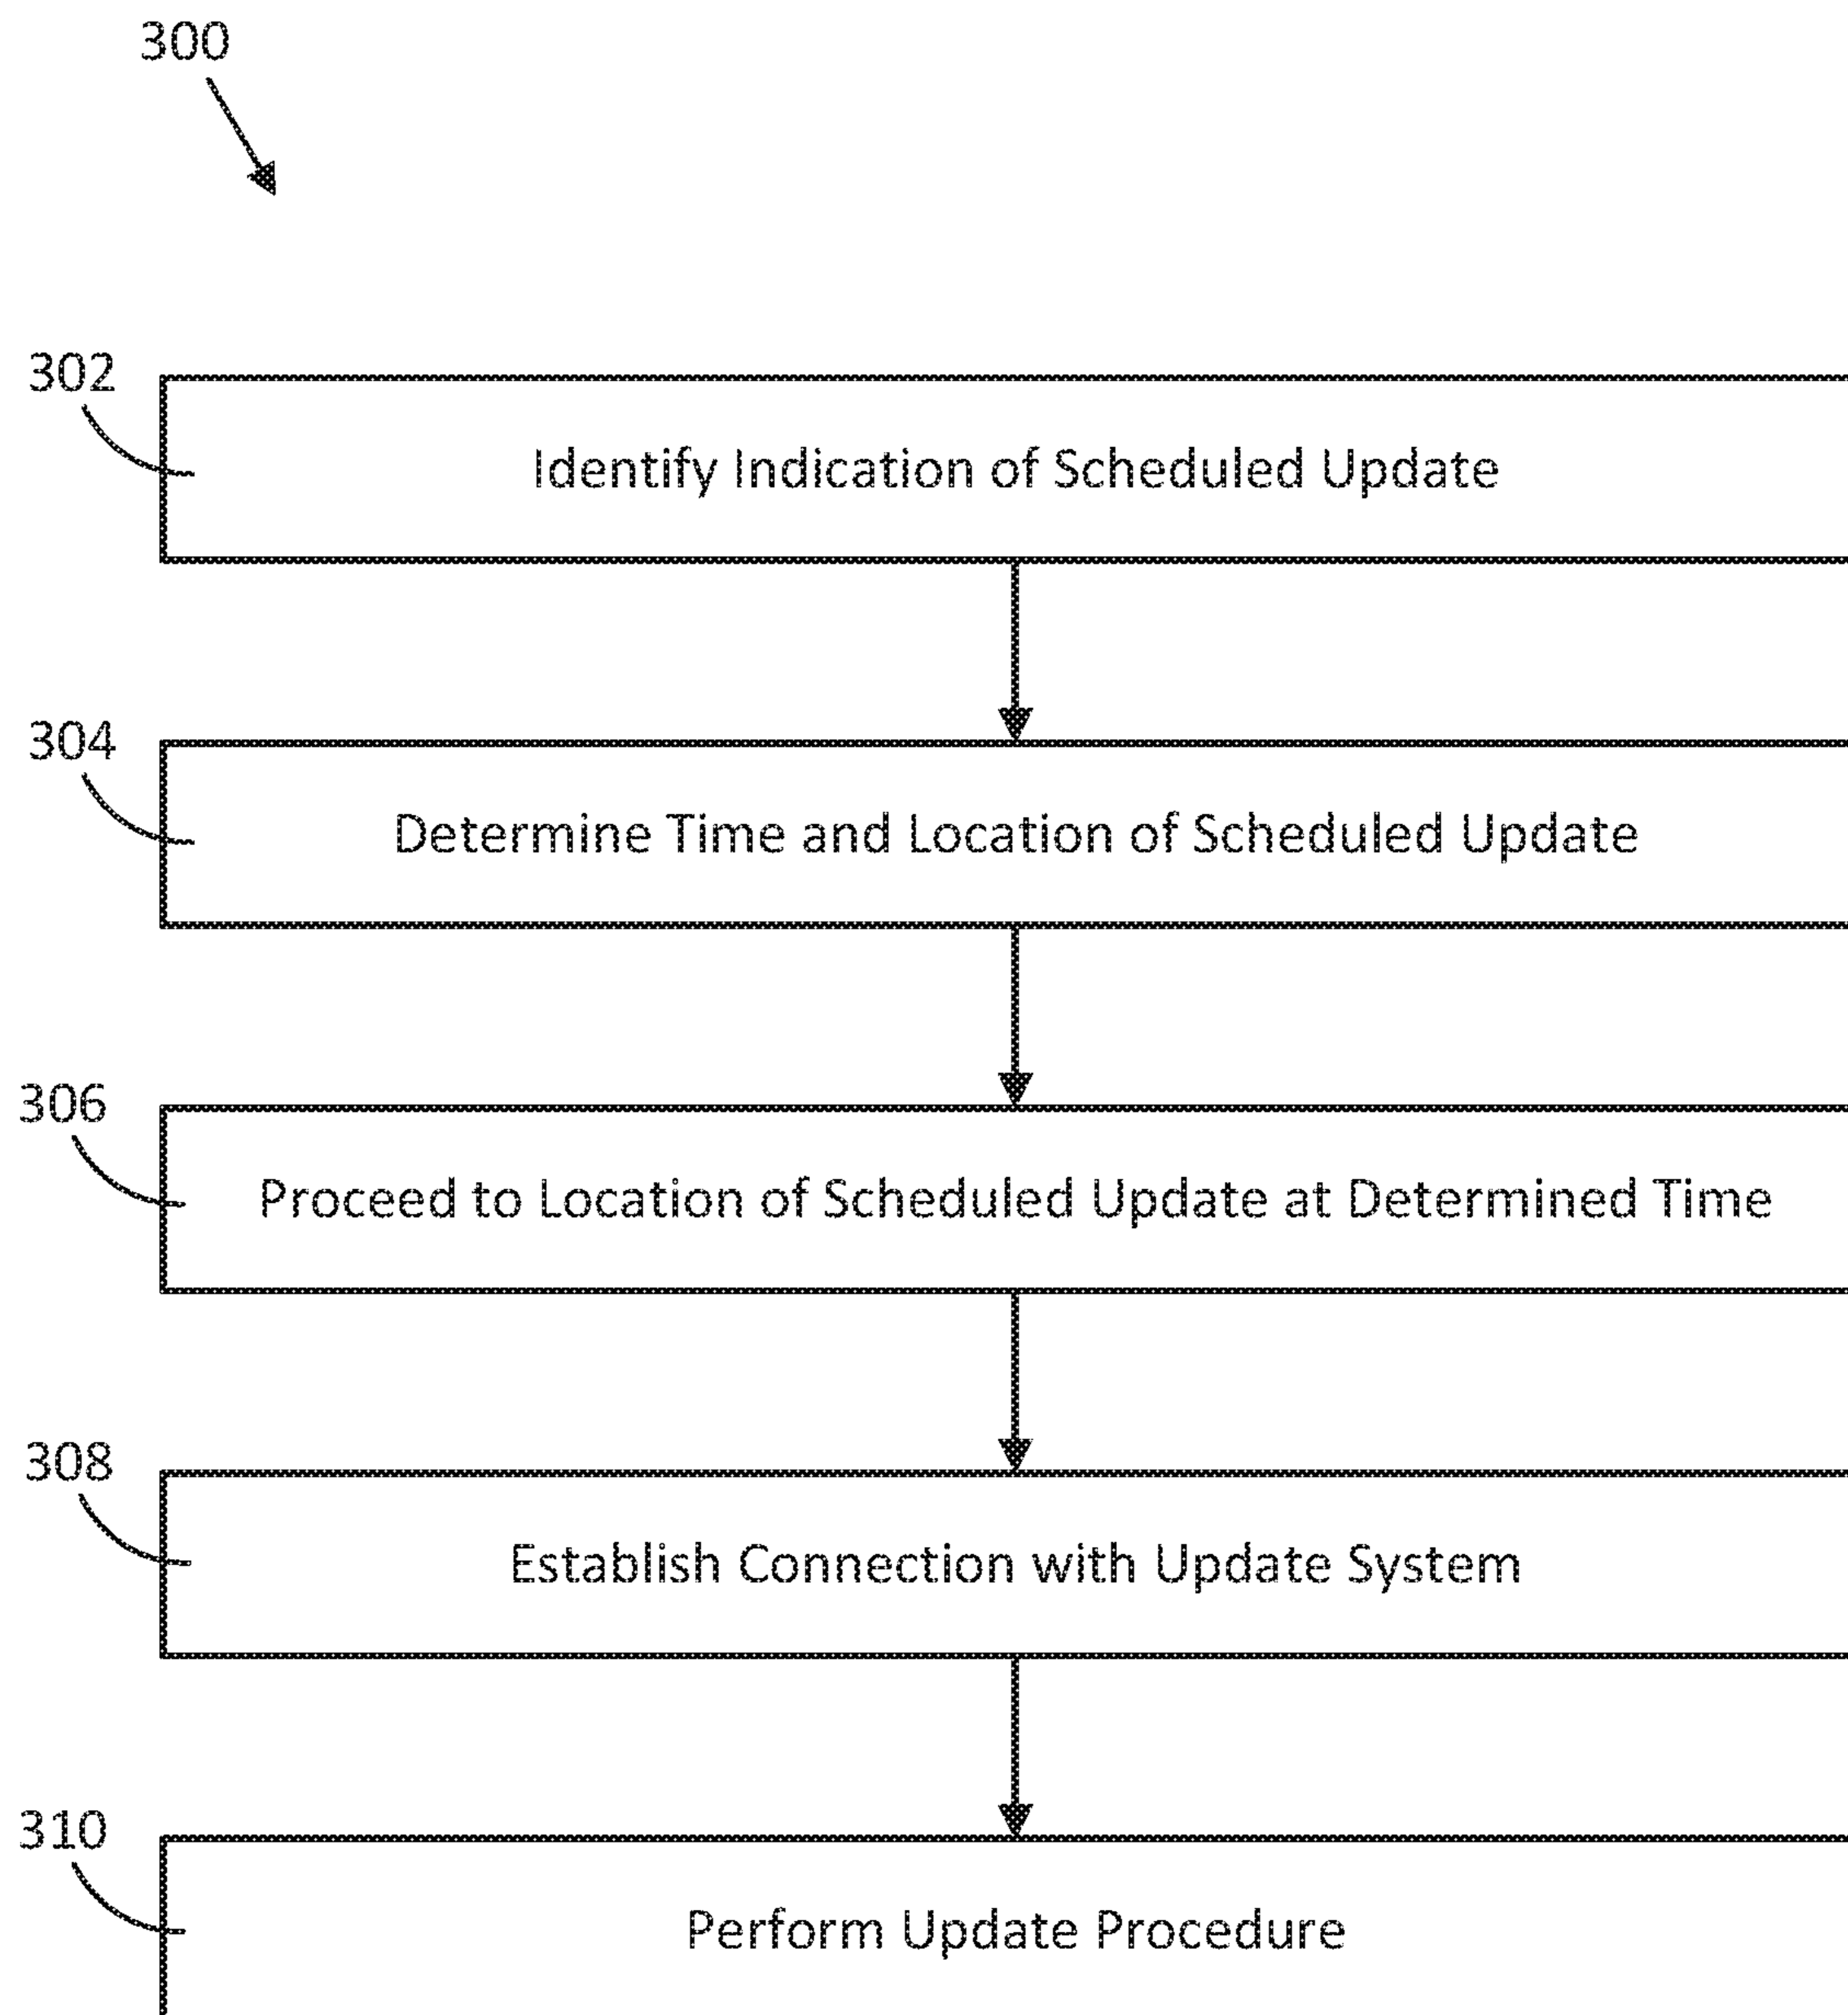 300
302
Identify Indication of Scheduled Update
304
Determine Time and Location of Scheduled Update
306
Proceed to Location of Scheduled Update at Determined Time
308
Establish Connection with Update System
310
Perform Update Procedure